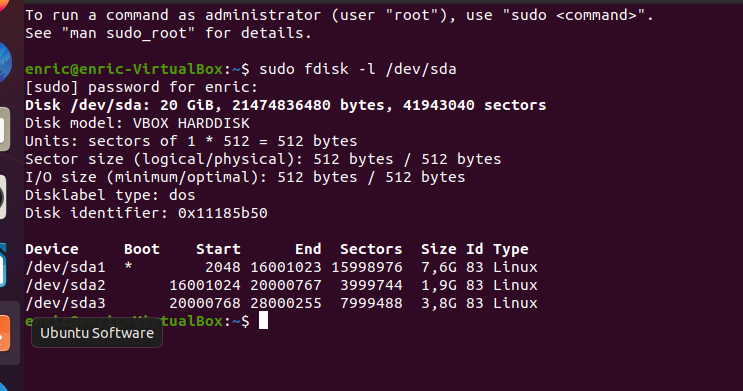 To run a command as administrator (user "root"), use "sudo <command>".
See "man sudo_root" for details.
enric@enric-VirtualBox:~$ sudo fdisk -l /dev/sda
[sudo] password for enric:
Disk /dev/sda: 20 GiB, 21474836480 bytes, 41943040 sectors
Disk model: VBOX HARDDISK
Units: sectors of 1 * 512 = 512 bytes
Sector size (logical/physical): 512 bytes / 512 bytes
I/O size (minimum/optimal): 512 bytes / 512 bytes
Disklabel type: dos
Disk identifier: 0x11185b50
Device     Boot    Start      End  Sectors  Size Id Type
/dev/sda1  *        2048 16001023 15998976  7,6G 83 Linux
/dev/sda2       16001024 20000767  3999744  1,9G 83 Linux
/dev/sda3       20000768 28000255  7999488  3,8G 83 Linux
enric@enric-VirtualBox:~$
Ubuntu Software